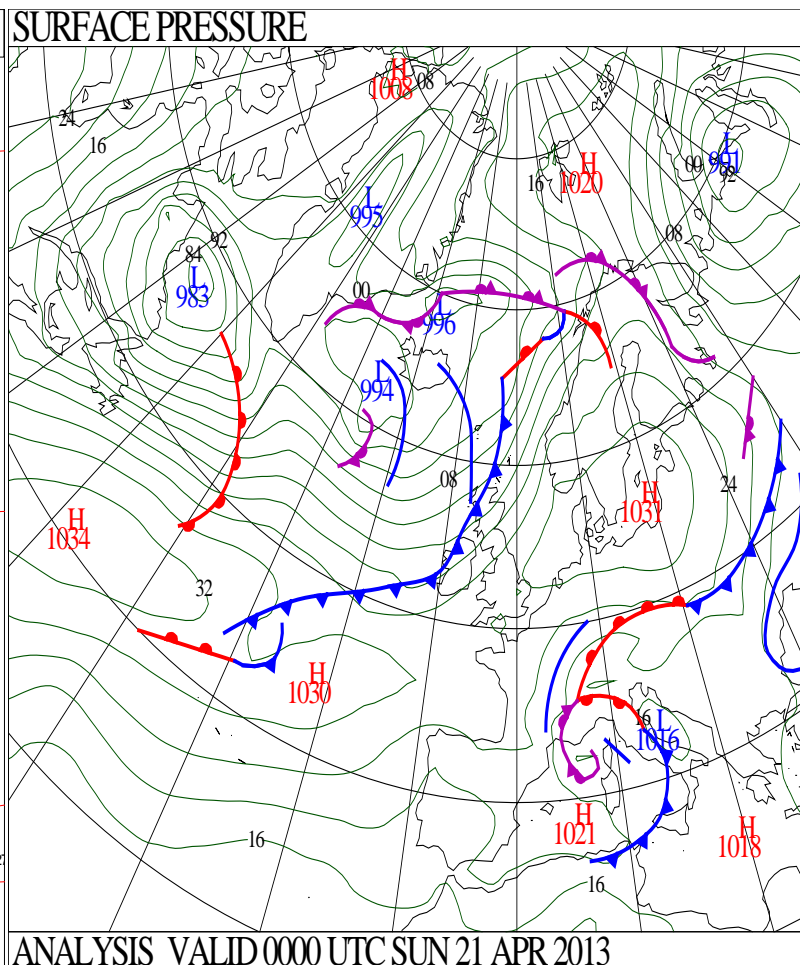 SURFACE PRESSURE
H
1008
08
24
16
L
991
00
92
H
1020
16
L
995
08
92
84
L
983
00
L
996
L
994
08
24
H
1031
H
1034
32
H
1030
16
L
1016
H
1021
H
1018
16
16
ANALYSIS VALID 0000 UTC SUN 21 APR 2013